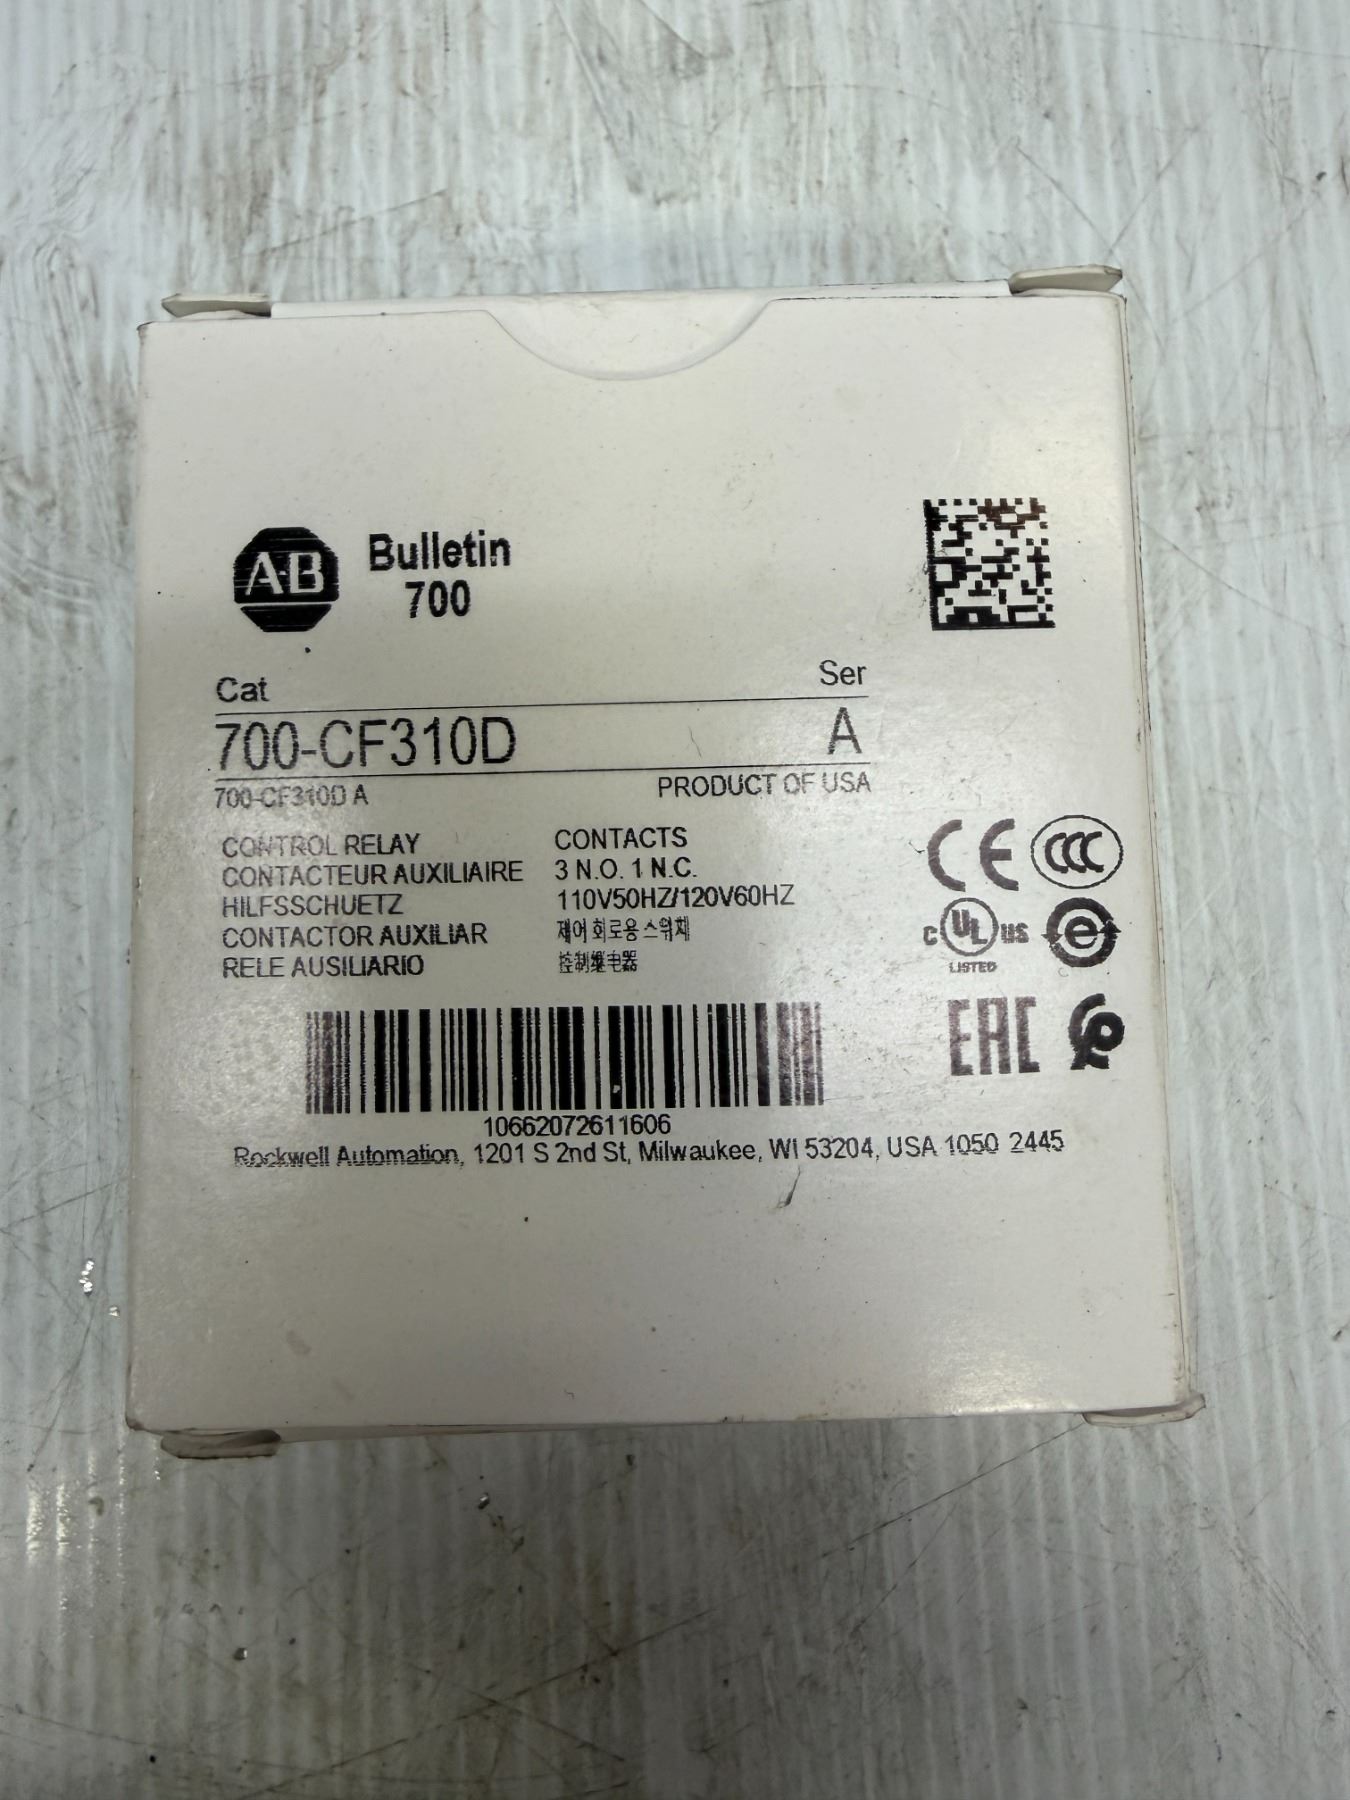 A-B
Bulletin
700
Cat
Ser
700-CF310D
A
700-CF310D A
PRODUCT OF USA
CONTROL RELAY
CONTACTEUR AUXILIAIRE
HILFSSCHUETZ
CONTACTOR AUXILIAR
RELE AUSILIARIO
CONTACTS
3 N.O. 1 N.C.
110V50HZ/120V60HZ
제어 회로용 스위치
控制继电器
CE
CCC
C UL US
LISTED
e
EAC
10662072611606
Rockwell Automation, 1201 S 2nd St, Milwaukee, WI 53204, USA 1050 2445